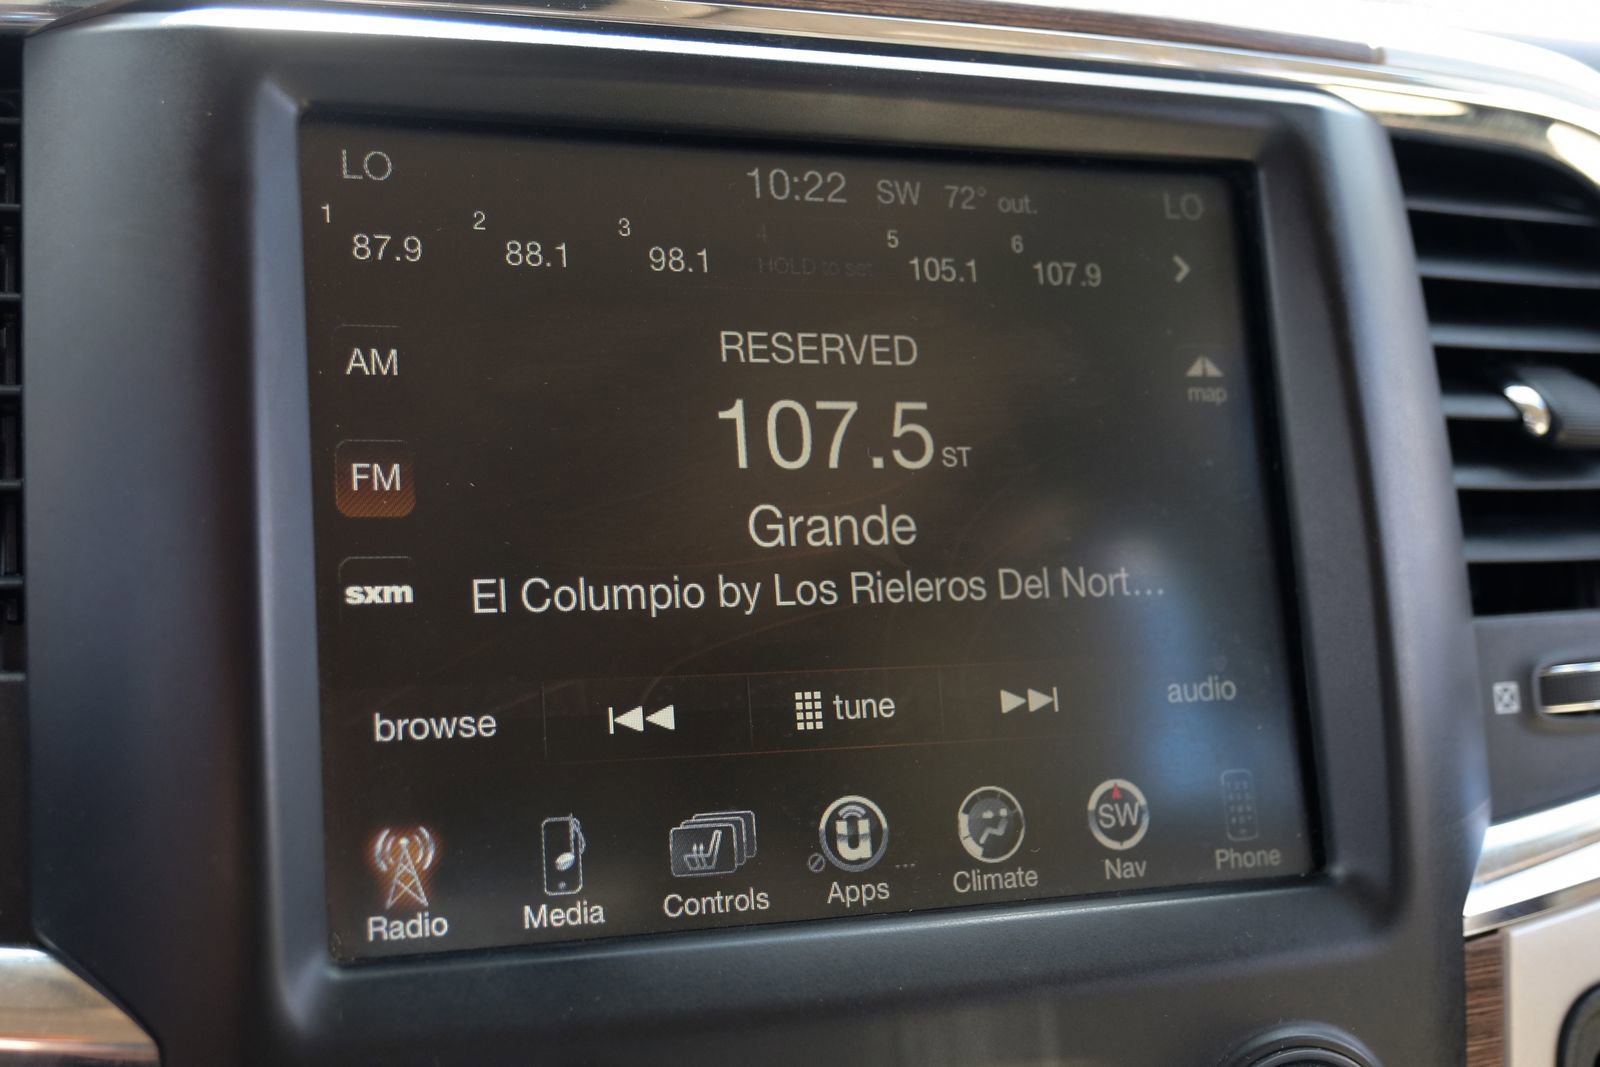 LO 10:22 SW 72° out. LO
1 87.9 2 88.1 3 98.1 4 HOLD to set 5 105.1 6 107.9
RESERVED
AM
map
107.5 ST
FM
Grande
sxm
El Columpio by Los Rieleros Del Nort...
browse tune audio
SW
Radio Media Controls Apps Climate Nav Phone